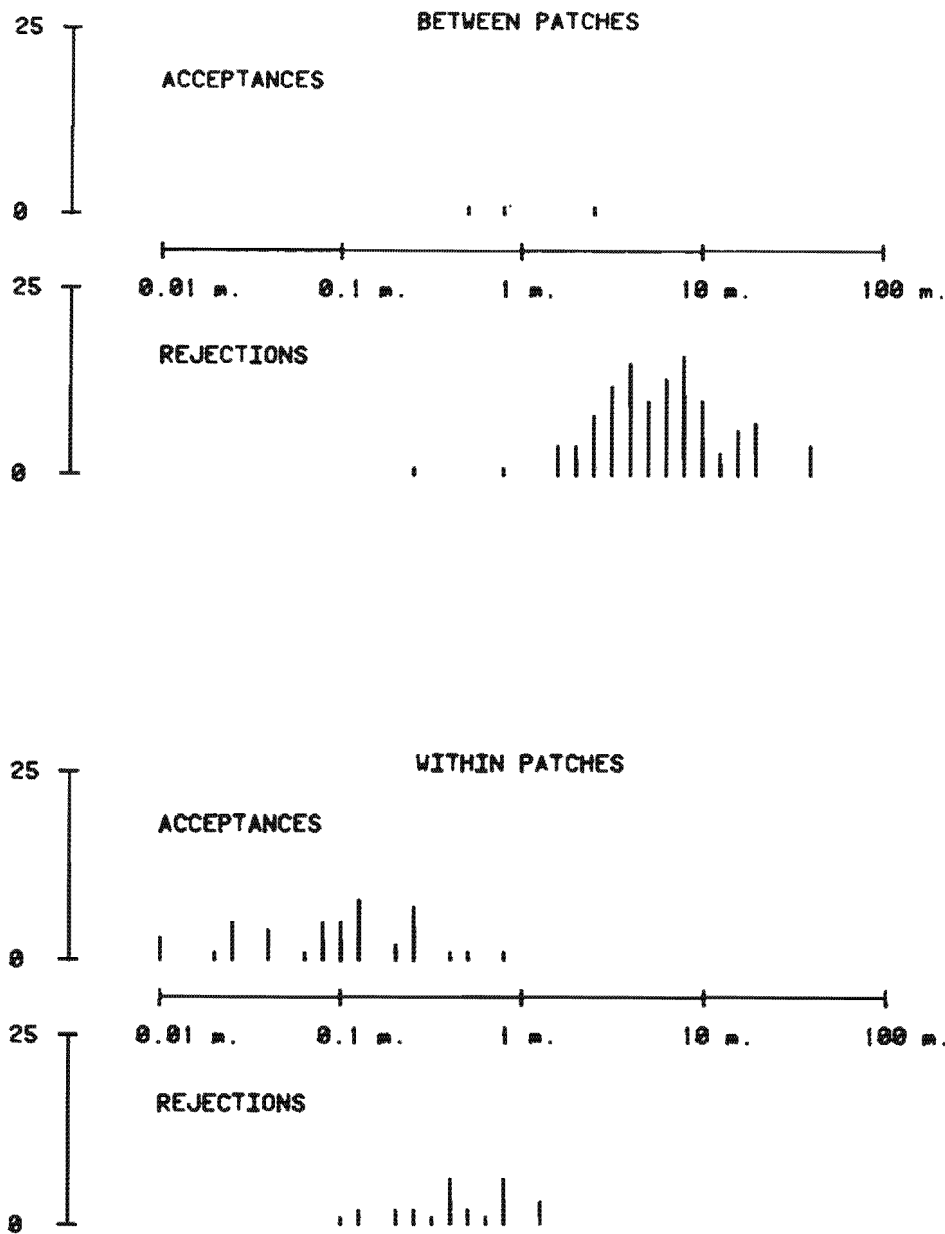 25
BETWEEN PATCHES
ACCEPTANCES
0
0.01 m. 0.1 m. 1 m. 10 m. 100 m.
25
REJECTIONS
0
25
WITHIN PATCHES
ACCEPTANCES
0
0.01 m. 0.1 m. 1 m. 10 m. 100 m.
25
REJECTIONS
0